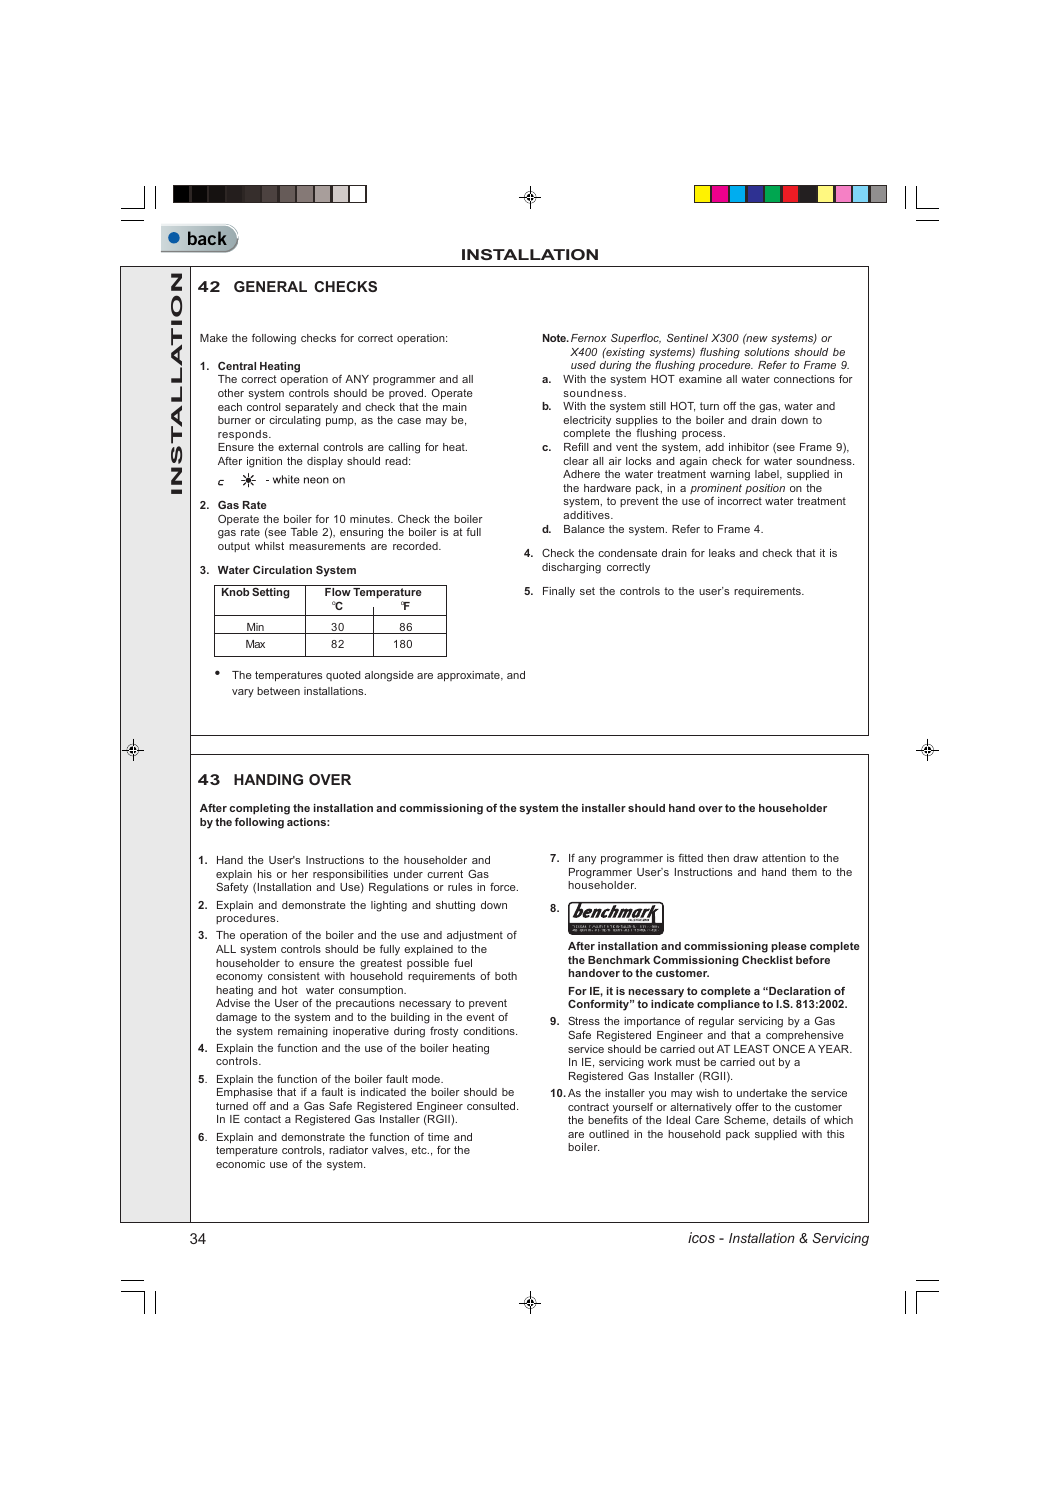 back
INSTALLATION
INSTALLATION
42 GENERAL CHECKS
Make the following checks for correct operation:
1. Central Heating
The correct operation of ANY programmer and all
other system controls should be proved. Operate
each control separately and check that the main
burner or circulating pump, as the case may be,
responds.
Ensure the external controls are calling for heat.
After ignition the display should read:
c - white neon on
2. Gas Rate
Operate the boiler for 10 minutes. Check the boiler
gas rate (see Table 2), ensuring the boiler is at full
output whilst measurements are recorded.
3. Water Circulation System
Knob Setting Flow Temperature
°C °F
Min 30 86
Max 82 180
• The temperatures quoted alongside are approximate, and
vary between installations.
Note. Fernox Superfloc, Sentinel X300 (new systems) or
X400 (existing systems) flushing solutions should be
used during the flushing procedure. Refer to Frame 9.
a. With the system HOT examine all water connections for
soundness.
b. With the system still HOT, turn off the gas, water and
electricity supplies to the boiler and drain down to
complete the flushing process.
c. Refill and vent the system, add inhibitor (see Frame 9),
clear all air locks and again check for water soundness.
Adhere the water treatment warning label, supplied in
the hardware pack, in a prominent position on the
system, to prevent the use of incorrect water treatment
additives.
d. Balance the system. Refer to Frame 4.
4. Check the condensate drain for leaks and check that it is
discharging correctly
5. Finally set the controls to the user's requirements.
43 HANDING OVER
After completing the installation and commissioning of the system the installer should hand over to the householder
by the following actions:
1. Hand the User's Instructions to the householder and
explain his or her responsibilities under current Gas
Safety (Installation and Use) Regulations or rules in force.
2. Explain and demonstrate the lighting and shutting down
procedures.
3. The operation of the boiler and the use and adjustment of
ALL system controls should be fully explained to the
householder to ensure the greatest possible fuel
economy consistent with household requirements of both
heating and hot water consumption.
Advise the User of the precautions necessary to prevent
damage to the system and to the building in the event of
the system remaining inoperative during frosty conditions.
4. Explain the function and the use of the boiler heating
controls.
5. Explain the function of the boiler fault mode.
Emphasise that if a fault is indicated the boiler should be
turned off and a Gas Safe Registered Engineer consulted.
In IE contact a Registered Gas Installer (RGII).
6. Explain and demonstrate the function of time and
temperature controls, radiator valves, etc., for the
economic use of the system.
7. If any programmer is fitted then draw attention to the
Programmer User's Instructions and hand them to the
householder.
8. benchmark
After installation and commissioning please complete
the Benchmark Commissioning Checklist before
handover to the customer.
For IE, it is necessary to complete a “Declaration of
Conformity” to indicate compliance to I.S. 813:2002.
9. Stress the importance of regular servicing by a Gas
Safe Registered Engineer and that a comprehensive
service should be carried out AT LEAST ONCE A YEAR.
In IE, servicing work must be carried out by a
Registered Gas Installer (RGII).
10. As the installer you may wish to undertake the service
contract yourself or alternatively offer to the customer
the benefits of the Ideal Care Scheme, details of which
are outlined in the household pack supplied with this
boiler.
34
icos - Installation & Servicing